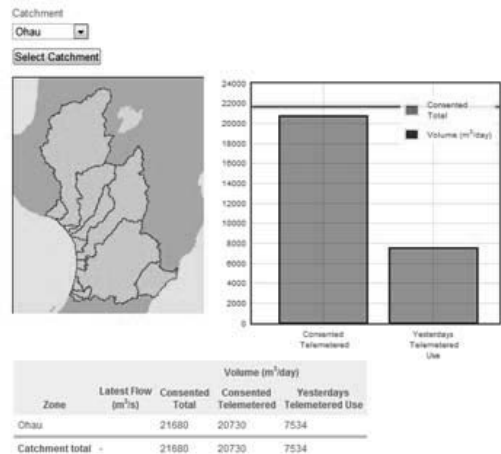 Catchment
Ohau
Select Catchment
24000
22000
20000
18000
16000
14000
12000
10000
8000
6000
4000
2000
0
Consented
Total
Volume (m³/day)
Consented
Telemetered
Yesterdays
Telemetered
Use
Volume (m³/day)
Zone
Latest Flow
(m³/s)
Consented
Total
Consented
Telemetered
Yesterdays
Telemetered Use
Ohau 21680 20730 7534
Catchment total - 21680 20730 7534